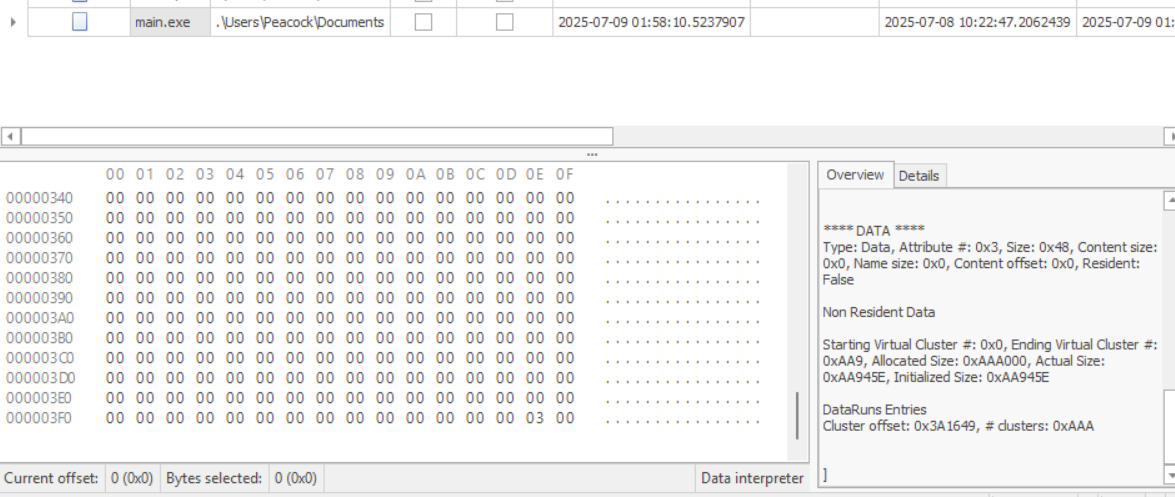 main.exe .\Users\Peacock\Documents 2025-07-09 01:58:10.5237907 2025-07-08 10:22:47.2062439 2025-07-09 01:
...
00 01 02 03 04 05 06 07 08 09 0A 0B 0C 0D 0E 0F
00000340 00 00 00 00 00 00 00 00 00 00 00 00 00 00 00 00 ................
00000350 00 00 00 00 00 00 00 00 00 00 00 00 00 00 00 00 ................
00000360 00 00 00 00 00 00 00 00 00 00 00 00 00 00 00 00 ................
00000370 00 00 00 00 00 00 00 00 00 00 00 00 00 00 00 00 ................
00000380 00 00 00 00 00 00 00 00 00 00 00 00 00 00 00 00 ................
00000390 00 00 00 00 00 00 00 00 00 00 00 00 00 00 00 00 ................
000003A0 00 00 00 00 00 00 00 00 00 00 00 00 00 00 00 00 ................
000003B0 00 00 00 00 00 00 00 00 00 00 00 00 00 00 00 00 ................
000003C0 00 00 00 00 00 00 00 00 00 00 00 00 00 00 00 00 ................
000003D0 00 00 00 00 00 00 00 00 00 00 00 00 00 00 00 00 ................
000003E0 00 00 00 00 00 00 00 00 00 00 00 00 00 00 00 00 ................
000003F0 00 00 00 00 00 00 00 00 00 00 00 00 00 00 03 00 ................
Current offset: 0 (0x0) Bytes selected: 0 (0x0) Data interpreter
Overview Details
**** DATA ****
Type: Data, Attribute #: 0x3, Size: 0x48, Content size:
0x0, Name size: 0x0, Content offset: 0x0, Resident:
False
Non Resident Data
Starting Virtual Cluster #: 0x0, Ending Virtual Cluster #:
0xAA9, Allocated Size: 0xAAA000, Actual Size:
0xAA945E, Initialized Size: 0xAA945E
DataRuns Entries
Cluster offset: 0x3A1649, # clusters: 0xAAA
]